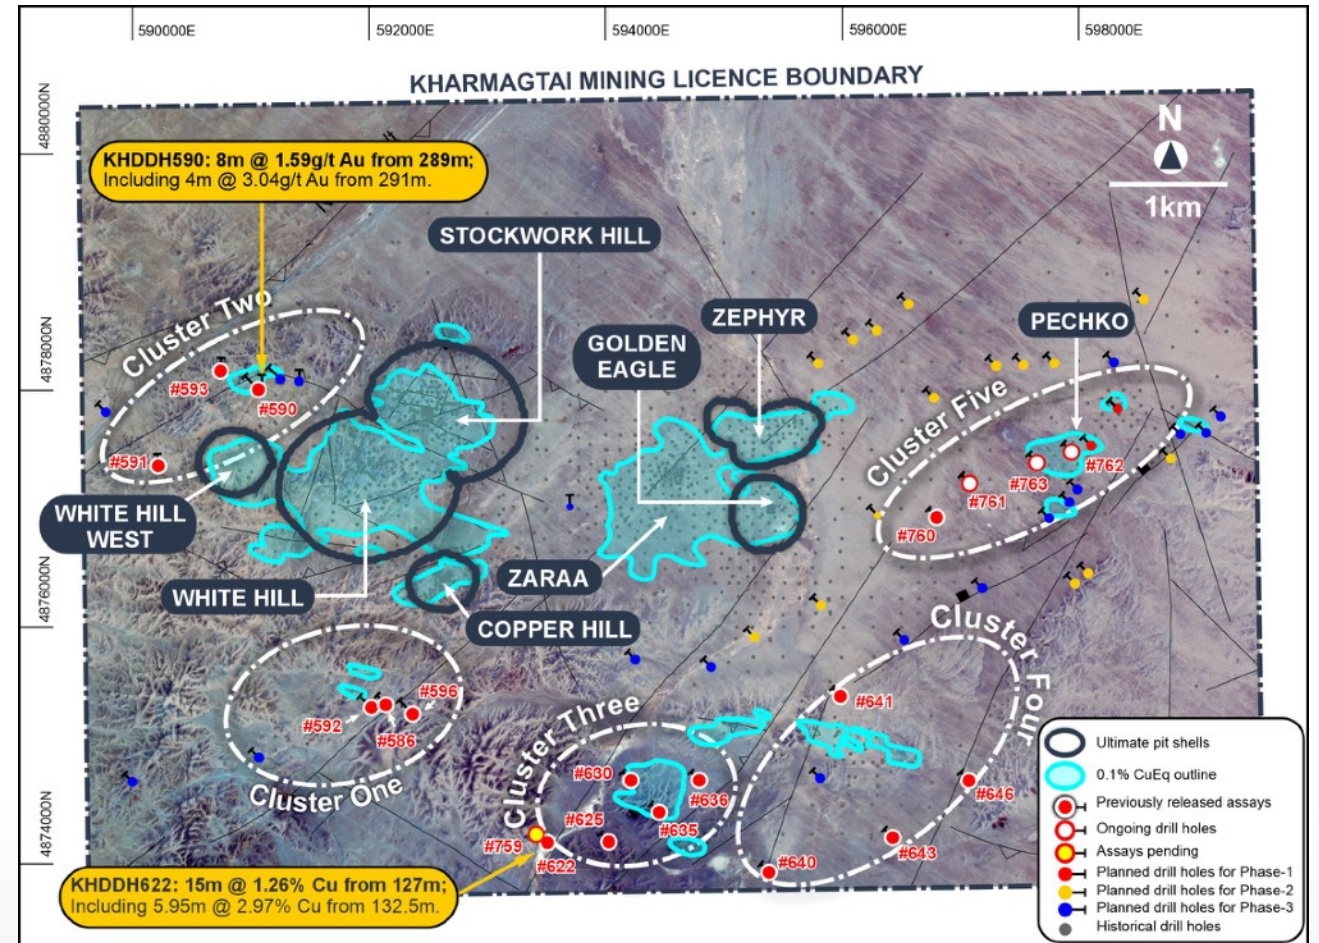 590000E
592000E
594000E
596000E
598000E
KHARMAGTAI MINING LICENCE BOUNDARY
4880000N
4878000N
4876000N
4874000N
N
1km
KHDDH590: 8m @ 1.59g/t Au from 289m;
Including 4m @ 3.04g/t Au from 291m.
STOCKWORK HILL
ZEPHYR
PECHKO
GOLDEN
EAGLE
Cluster Two
#593
#590
#591
WHITE HILL
WEST
WHITE HILL
COPPER HILL
ZARAA
Cluster Five
#762
#763
#761
#760
Cluster One
#596
#592
#586
Cluster Three
#630
#636
#625
#635
#759
#622
Cluster Four
#641
#646
#643
#640
KHDDH622: 15m @ 1.26% Cu from 127m;
Including 5.95m @ 2.97% Cu from 132.5m.
Ultimate pit shells
0.1% CuEq outline
Previously released assays
Ongoing drill holes
Assays pending
Planned drill holes for Phase-1
Planned drill holes for Phase-2
Planned drill holes for Phase-3
Historical drill holes